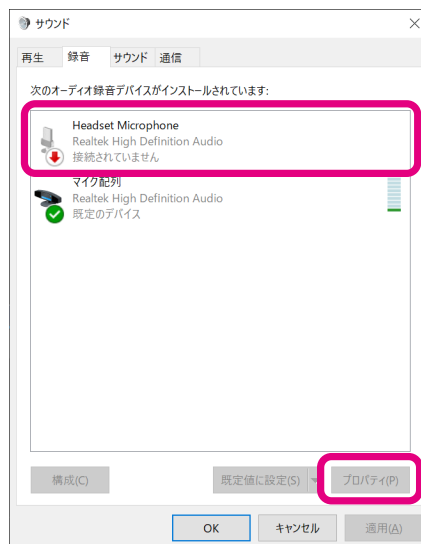 サウンド
再生 録音 サウンド 通信
次のオーディオ録音デバイスがインストールされています:
Headset Microphone
Realtek High Definition Audio
接続されていません
マイク配列
Realtek High Definition Audio
既定のデバイス
構成(C) 既定値に設定(S) プロパティ(P)
OK キャンセル 適用(A)